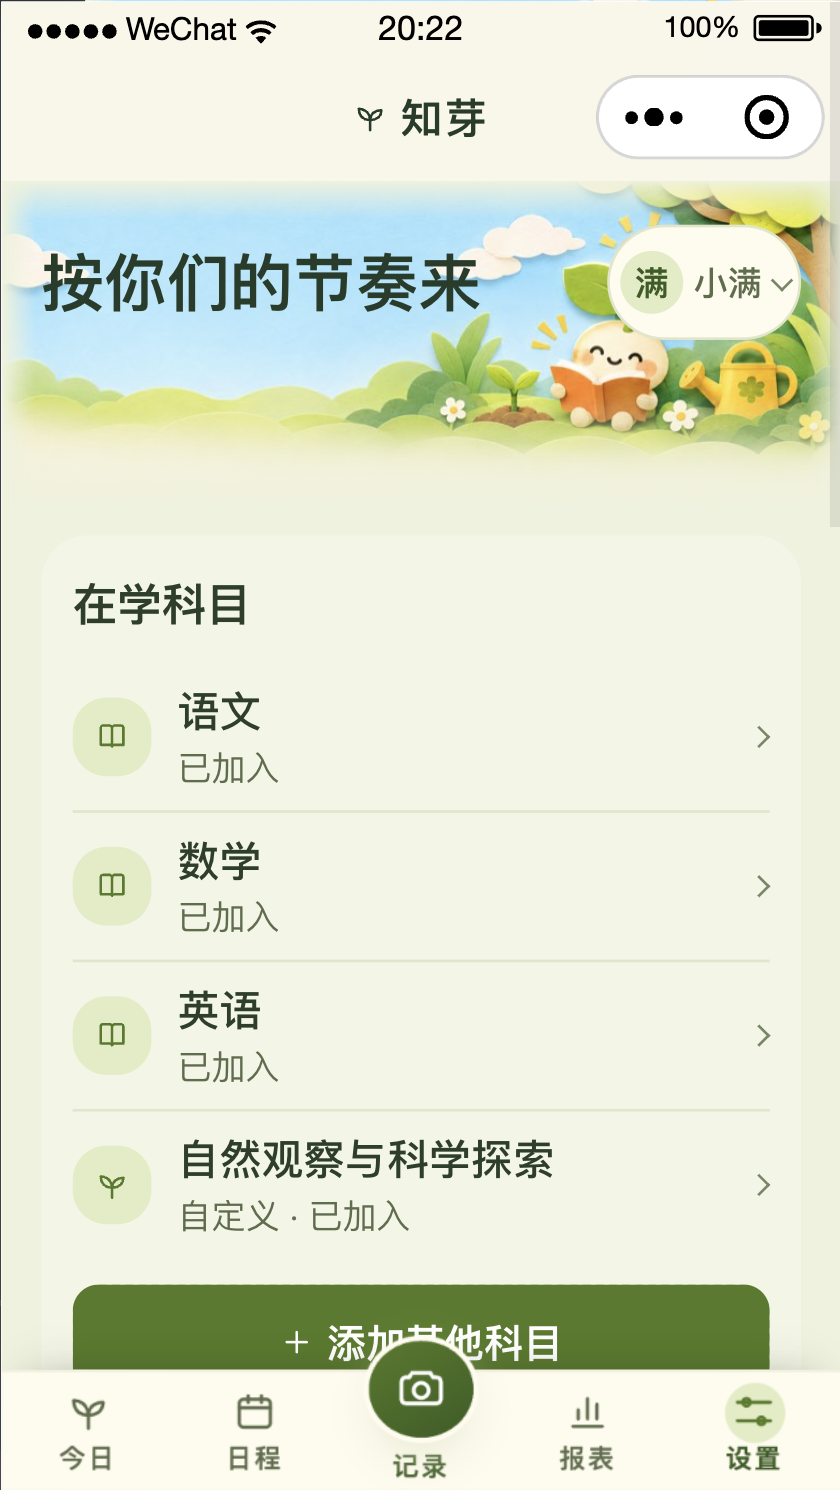 WeChat 20:22 100%
知芽
按你们的节奏来
满 小满
在学科目
语文
已加入
数学
已加入
英语
已加入
自然观察与科学探索
自定义 · 已加入
+ 添加其他科目
今日 日程 记录 报表 设置